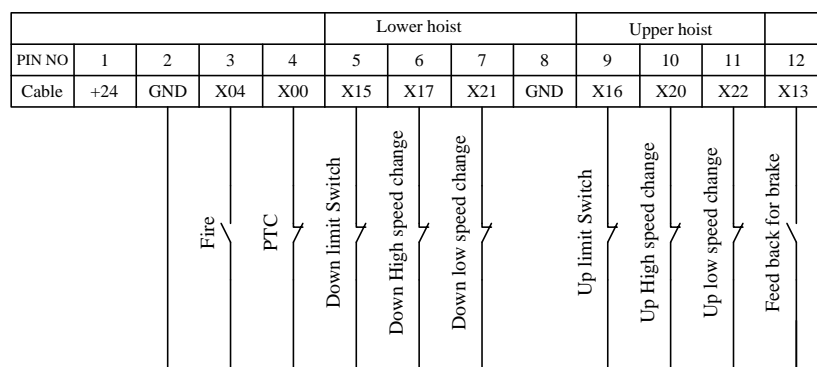 Lower hoist Upper hoist
PIN NO 1 2 3 4 5 6 7 8 9 10 11 12
Cable +24 GND X04 X00 X15 X17 X21 GND X16 X20 X22 X13
Fire
PTC
Down limit Switch
Down High speed change
Down low speed change
Up limit Switch
Up High speed change
Up low speed change
Feed back for brake